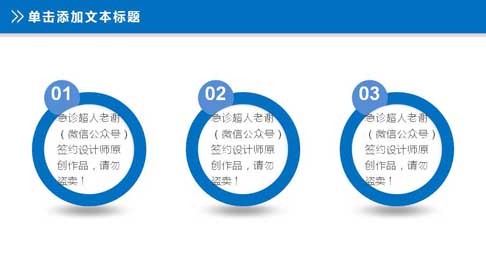 单击添加文本标题
01
急诊超人老谢
（微信公众号）
签约设计师原
创作品，请勿
盗卖！
02
急诊超人老谢
（微信公众号）
签约设计师原
创作品，请勿
盗卖！
03
急诊超人老谢
（微信公众号）
签约设计师原
创作品，请勿
盗卖！